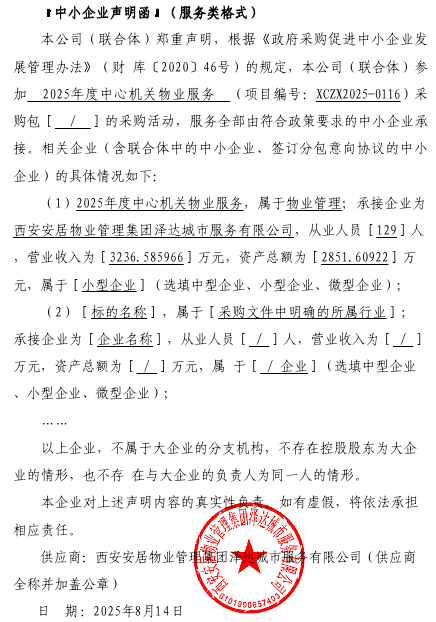 『中小企业声明函』（服务类格式）
本公司（联合体）郑重声明，根据《政府采购促进中小企业发
展管理办法》（财 库〔2020〕46号）的规定，本公司（联合体）参
加 2025年度中心机关物业服务 （项目编号：XCZX2025-0116）采
购包[ / ]的采购活动，服务全部由符合政策要求的中小企业承
接。相关企业（含联合体中的中小企业、签订分包意向协议的中小
企业）的具体情况如下：
（1）2025年度中心机关物业服务，属于物业管理；承接企业为
西安安居物业管理集团泽达城市服务有限公司，从业人员[129]人
，营业收入为[3236.585966]万元，资产总额为[2851.60922]万
元，属于[小型企业]（选填中型企业、小型企业、微型企业）；
（2）[标的名称]，属于[采购文件中明确的所属行业]；
承接企业为[企业名称]，从业人员[ / ]人，营业收入为[ / ]
万元，资产总额为[ / ]万元，属 于[ / 企业]（选填中型企业
、小型企业、微型企业）；
……
以上企业，不属于大企业的分支机构，不存在控股股东为大企
业的情形，也不存 在与大企业的负责人为同一人的情形。
本企业对上述声明内容的真实性负责。如有虚假，将依法承担
相应责任。
供应商：西安安居物业管理集团泽达城市服务有限公司（供应商
全称并加盖公章）
日 期：2025年8月14日
西安安居物业管理集团泽达城市服务有限公司
6101990657403